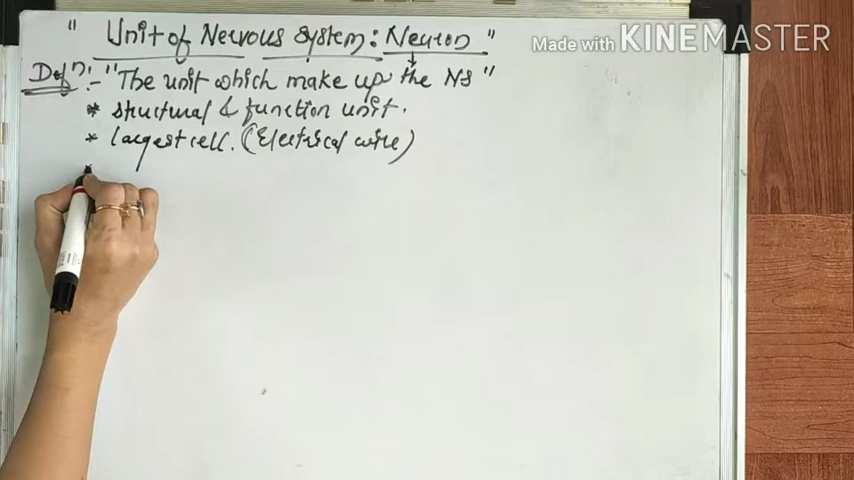 " Unit of Nervous System : Neuron "
Made with KINEMASTER
Defn :- "The unit which make up the NS"
* structural & function unit.
* largest cell. (Electrical wire)
*